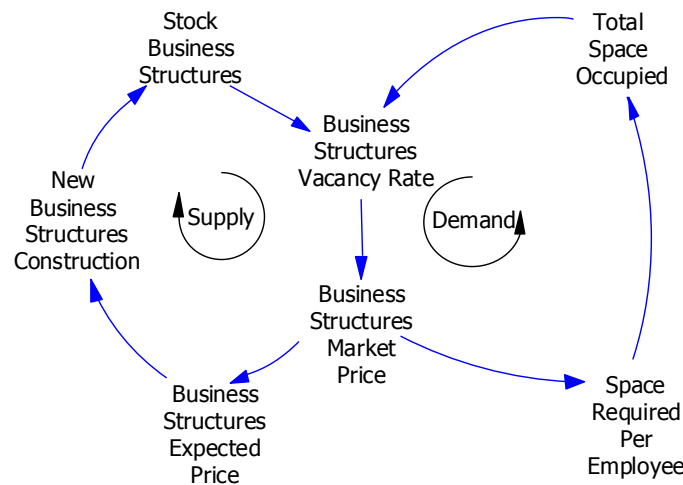 Stock
Business
Structures
Total
Space
Occupied
Business
Structures
Vacancy Rate
New
Business
Structures
Construction
Supply
Demand
Business
Structures
Market
Price
Business
Structures
Expected
Price
Space
Required
Per
Employee